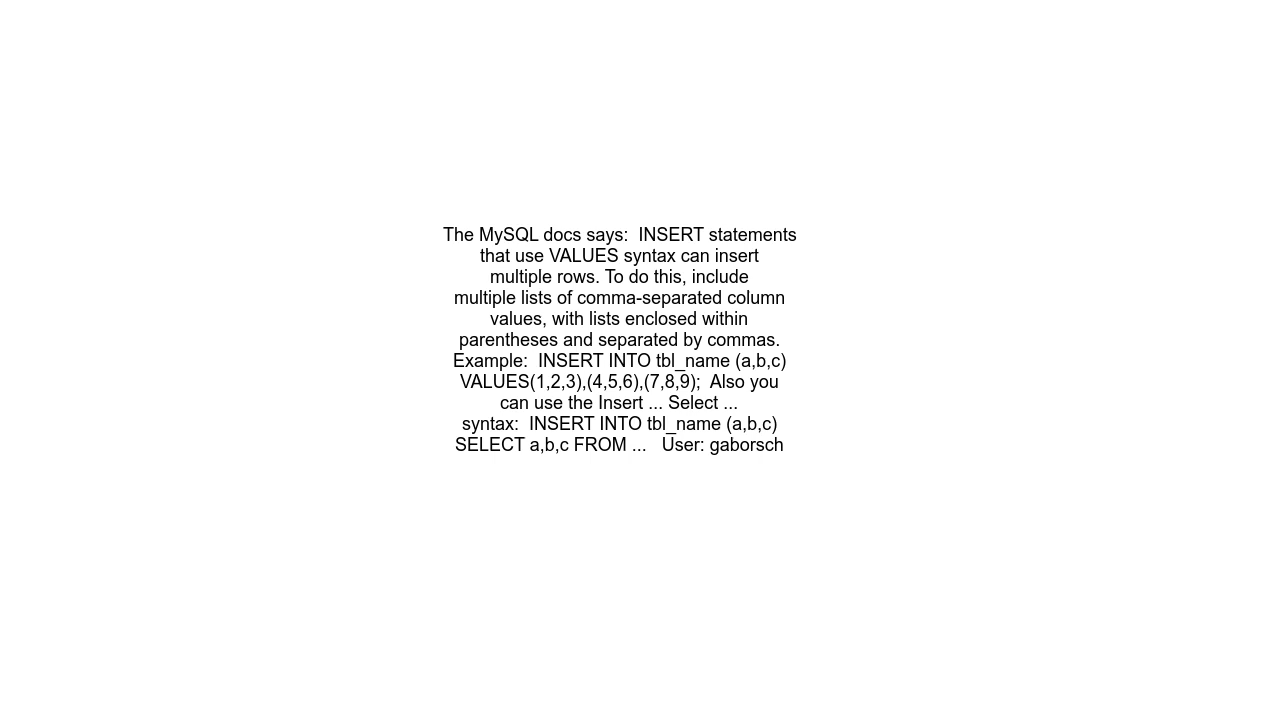 The MySQL docs says:  INSERT statements
that use VALUES syntax can insert
multiple rows. To do this, include
multiple lists of comma-separated column
values, with lists enclosed within
parentheses and separated by commas.
Example:  INSERT INTO tbl_name (a,b,c)
VALUES(1,2,3),(4,5,6),(7,8,9);  Also you
can use the Insert ... Select ...
syntax:  INSERT INTO tbl_name (a,b,c)
SELECT a,b,c FROM ...   User: gaborsch